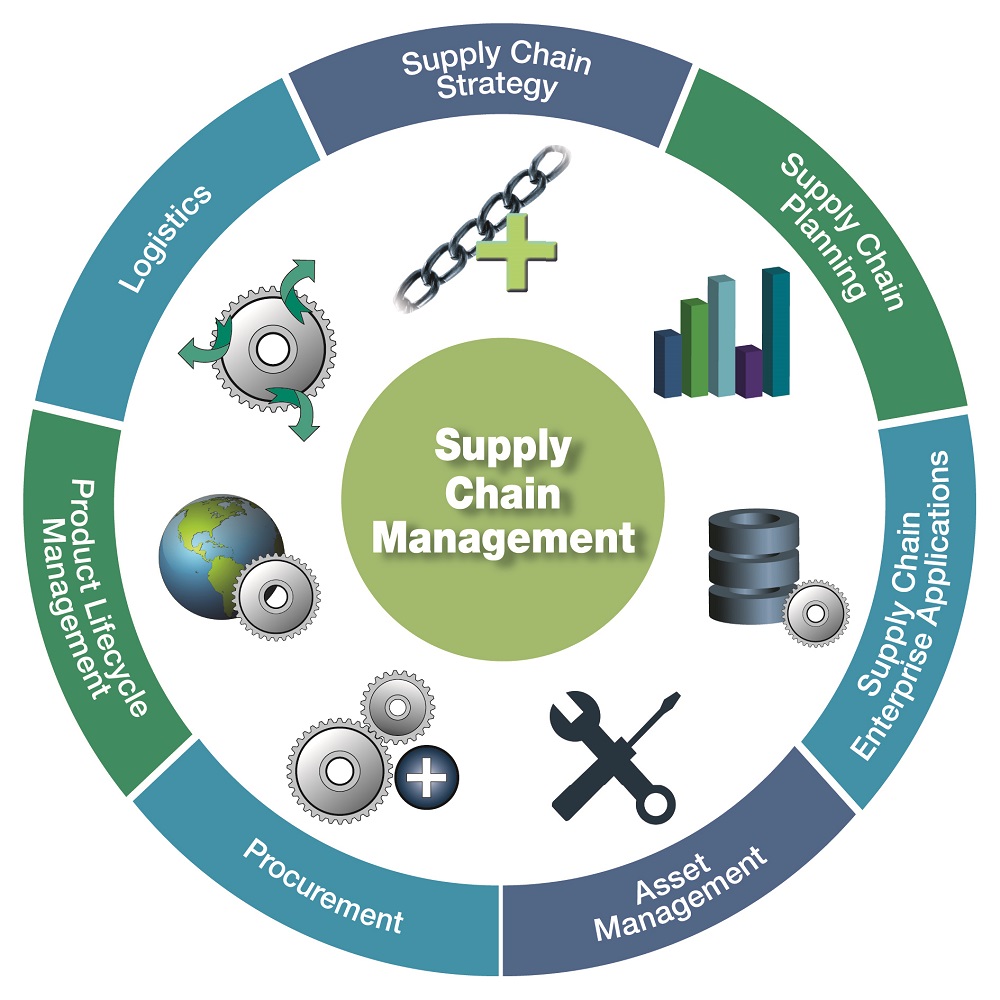 Supply Chain
Strategy
Supply Chain
Planning
Supply Chain
Enterprise Applications
Asset
Management
Procurement
Product Lifecycle
Management
Logistics
Supply
Chain
Management